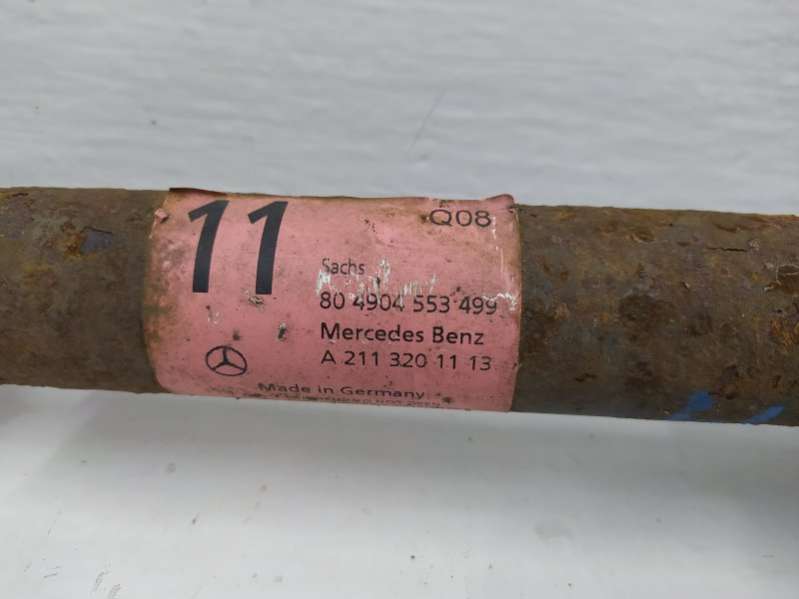 11
Q08
Sachs
80 4904 553 499
Mercedes Benz
A 211 320 11 13
Made in Germany